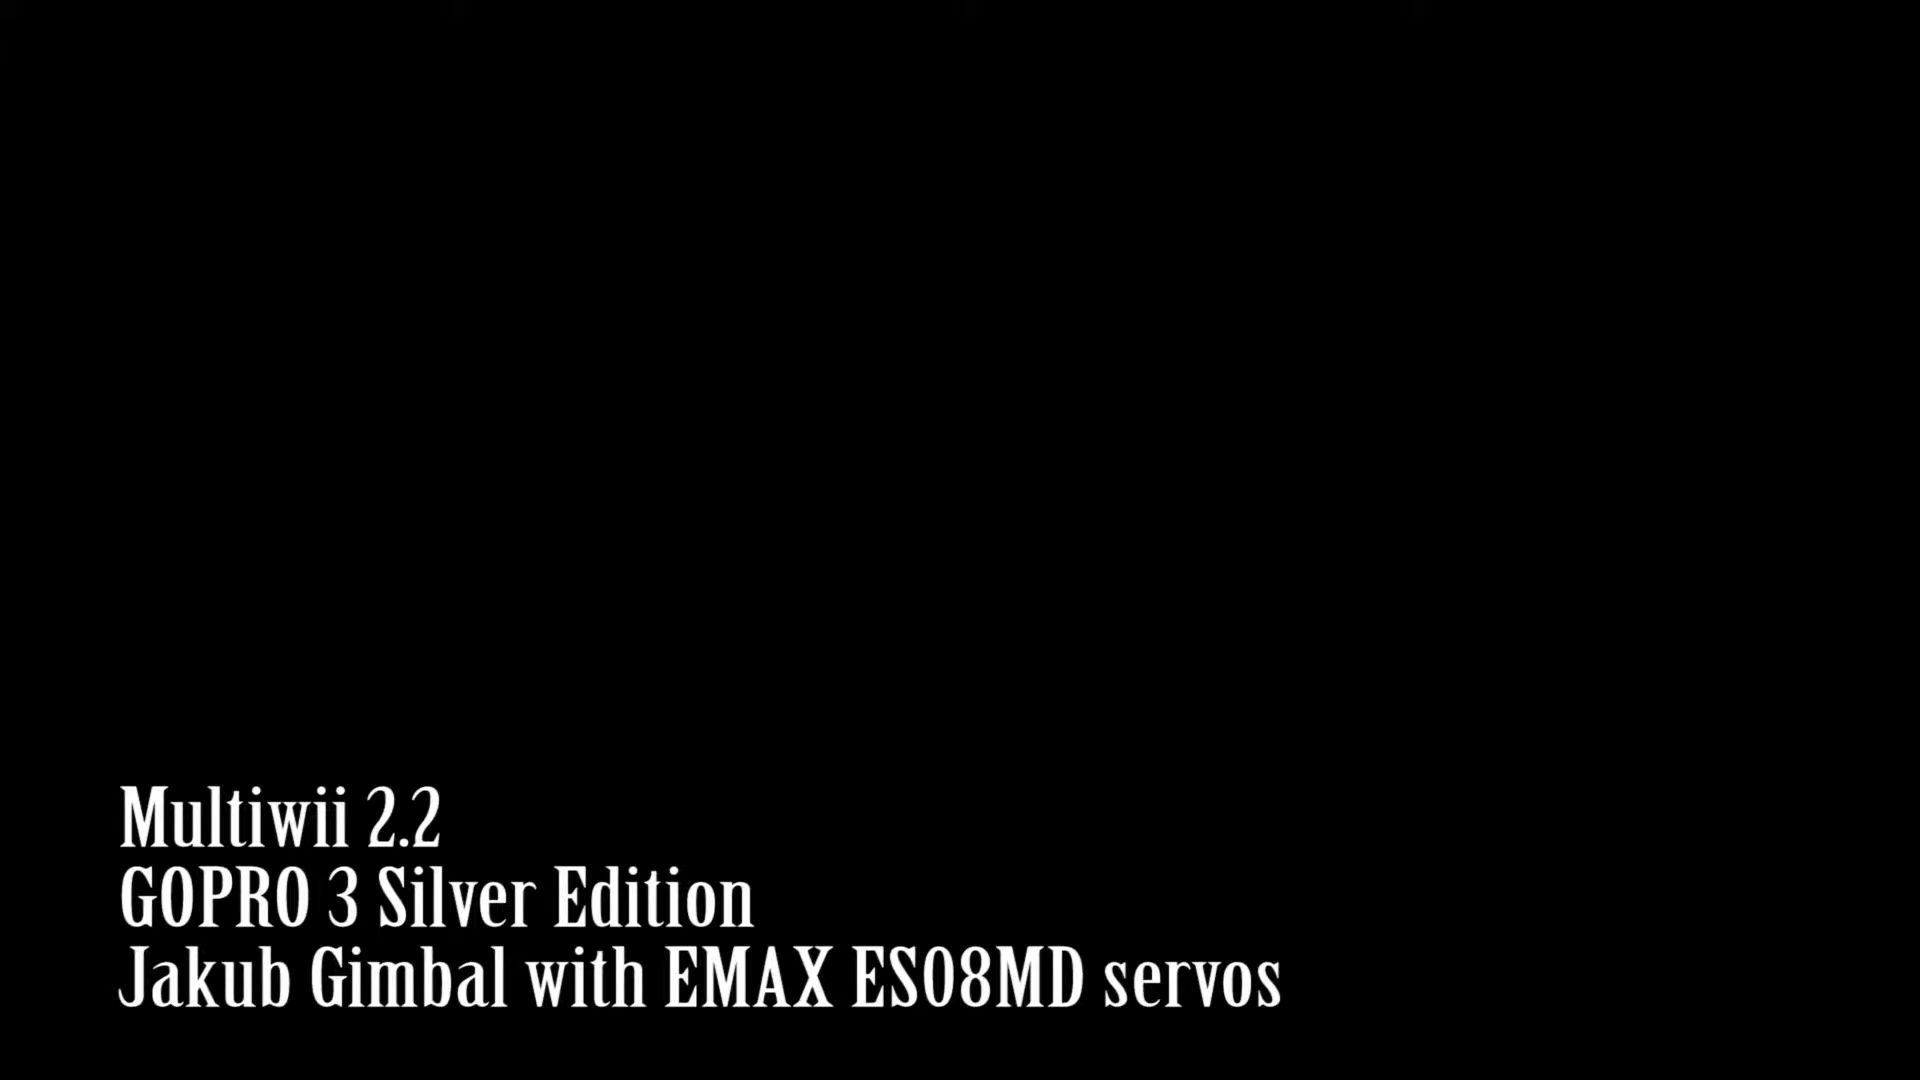 Multiwii 2.2
GOPRO 3 Silver Edition
Jakub Gimbal with EMAX ES08MD servos